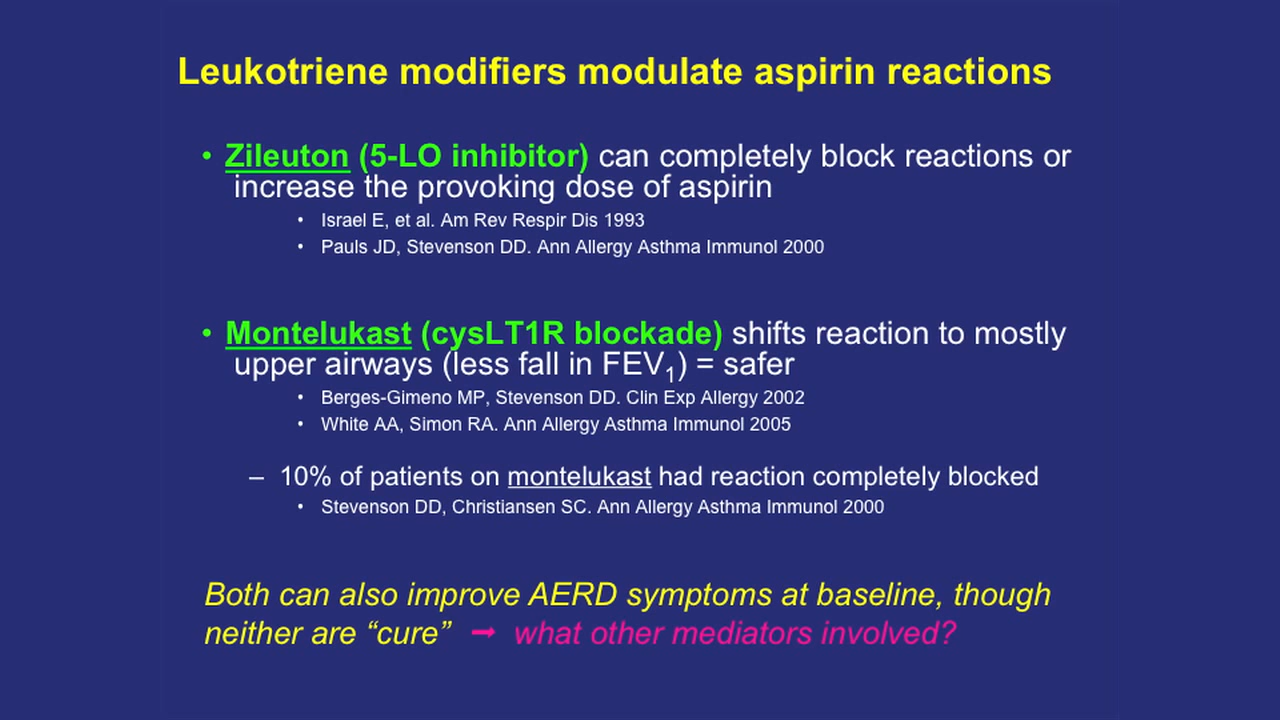 Leukotriene modifiers modulate aspirin reactions
• Zileuton (5-LO inhibitor) can completely block reactions or
increase the provoking dose of aspirin
• Israel E, et al. Am Rev Respir Dis 1993
• Pauls JD, Stevenson DD. Ann Allergy Asthma Immunol 2000
• Montelukast (cysLT1R blockade) shifts reaction to mostly
upper airways (less fall in FEV₁) = safer
• Berges-Gimeno MP, Stevenson DD. Clin Exp Allergy 2002
• White AA, Simon RA. Ann Allergy Asthma Immunol 2005
– 10% of patients on montelukast had reaction completely blocked
• Stevenson DD, Christiansen SC. Ann Allergy Asthma Immunol 2000
Both can also improve AERD symptoms at baseline, though
neither are “cure” ➞ what other mediators involved?